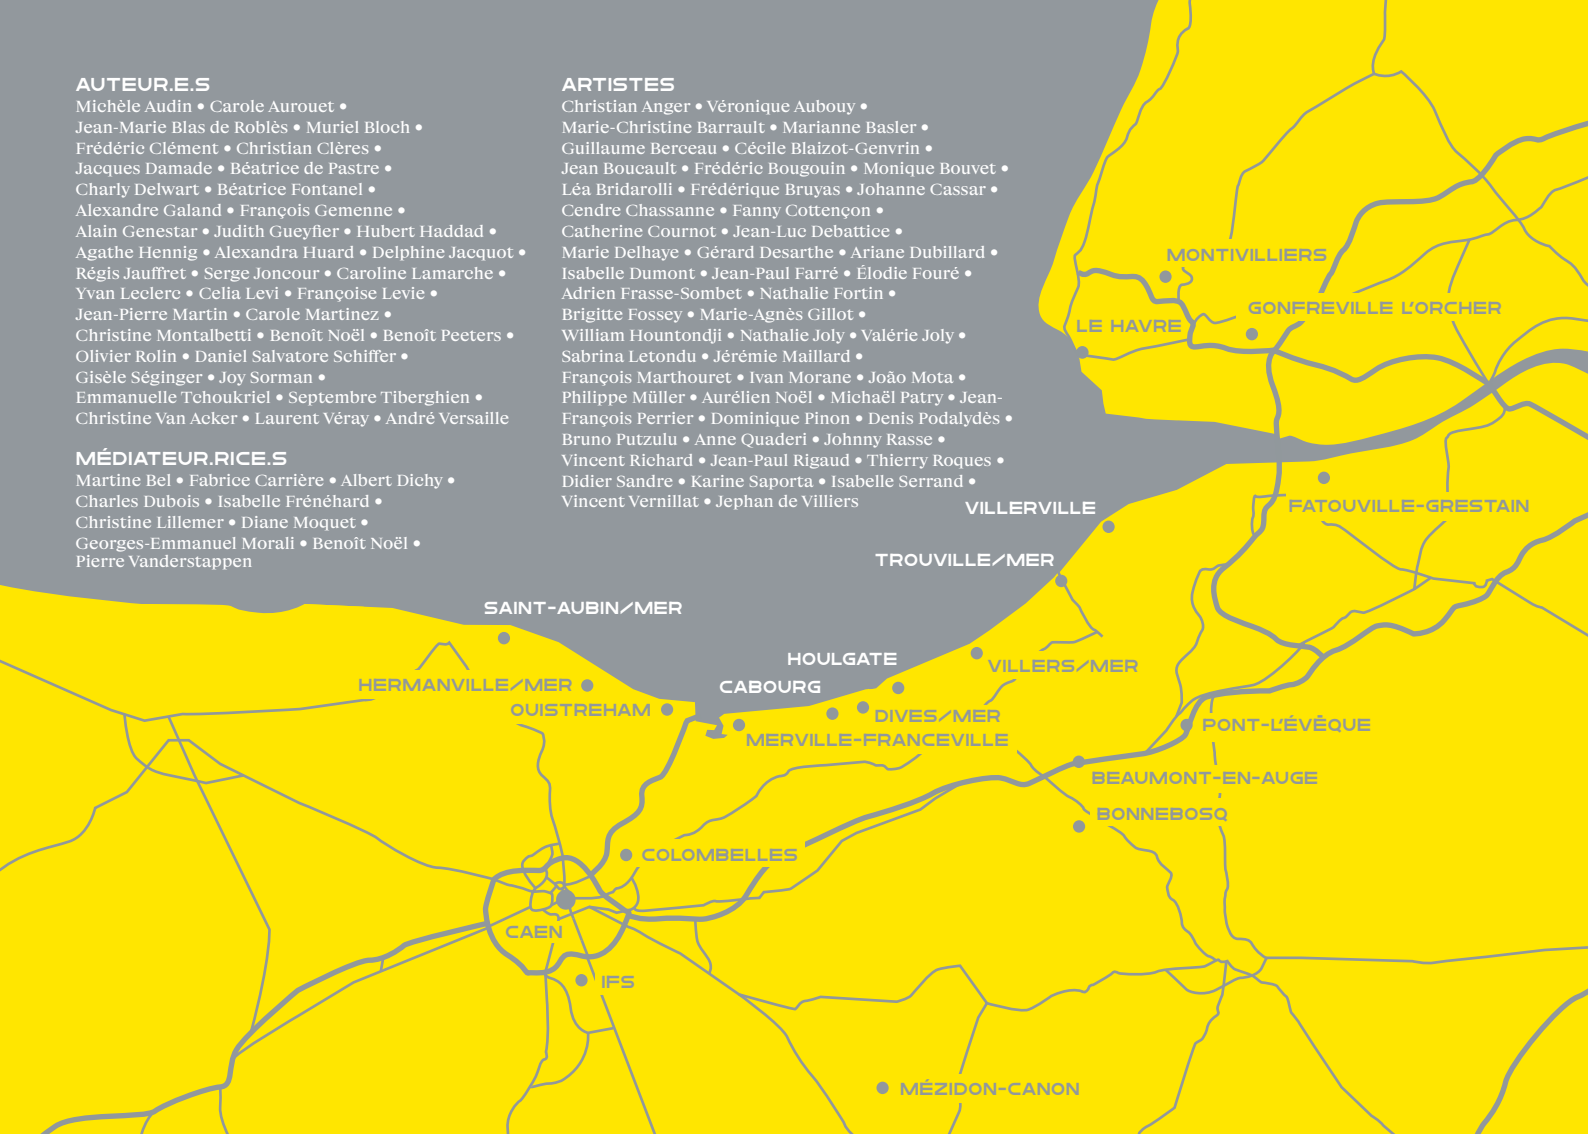 AUTEUR.E.S
Michèle Audin • Carole Aurouet •
Jean-Marie Blas de Roblès • Muriel Bloch •
Frédéric Clément • Christian Clères •
Jacques Damade • Béatrice de Pastre •
Charly Delwart • Béatrice Fontanel •
Alexandre Galand • François Gemenne •
Alain Genestar • Judith Gueyfier • Hubert Haddad •
Agathe Hennig • Alexandra Huard • Delphine Jacquot •
Régis Jauffret • Serge Joncour • Caroline Lamarche •
Yvan Leclerc • Celia Levi • Françoise Levie •
Jean-Pierre Martin • Carole Martinez •
Christine Montalbetti • Benoît Noël • Benoît Peeters •
Olivier Rolin • Daniel Salvatore Schiffer •
Gisèle Séginger • Joy Sorman •
Emmanuelle Tchoukriel • Septembre Tiberghien •
Christine Van Acker • Laurent Véray • André Versaille
MÉDIATEUR.RICE.S
Martine Bel • Fabrice Carrière • Albert Dichy •
Charles Dubois • Isabelle Frénéhard •
Christine Lillemer • Diane Moquet •
Georges-Emmanuel Morali • Benoît Noël •
Pierre Vanderstappen
ARTISTES
Christian Anger • Véronique Aubouy •
Marie-Christine Barrault • Marianne Basler •
Guillaume Berceau • Cécile Blaizot-Genvrin •
Jean Boucault • Frédéric Bougouin • Monique Bouvet •
Léa Bridarolli • Frédérique Bruyas • Johanne Cassar •
Cendre Chassanne • Fanny Cottençon •
Catherine Cournot • Jean-Luc Debattice •
Marie Delhaye • Gérard Desarthe • Ariane Dubillard •
Isabelle Dumont • Jean-Paul Farré • Élodie Fouré •
Adrien Frasse-Sombet • Nathalie Fortin •
Brigitte Fossey • Marie-Agnès Gillot •
William Hountondji • Nathalie Joly • Valérie Joly •
Sabrina Letondu • Jérémie Maillard •
François Marthouret • Ivan Morane • João Mota •
Philippe Müller • Aurélien Noël • Michaël Patry • Jean-
François Perrier • Dominique Pinon • Denis Podalydès •
Bruno Putzulu • Anne Quaderi • Johnny Rasse •
Vincent Richard • Jean-Paul Rigaud • Thierry Roques •
Didier Sandre • Karine Saporta • Isabelle Serrand •
Vincent Vernillat • Jephan de Villiers
MONTIVILLIERS
GONFREVILLE L'ORCHER
LE HAVRE
FATOUVILLE-GRESTAIN
VILLERVILLE
TROUVILLE/MER
SAINT-AUBIN/MER
HOULGATE
VILLERS/MER
HERMANVILLE/MER
CABOURG
OUISTREHAM
DIVES/MER
PONT-L'ÉVÊQUE
MERVILLE-FRANCEVILLE
BEAUMONT-EN-AUGE
BONNEBOSQ
COLOMBELLES
CAEN
IFS
MÉZIDON-CANON